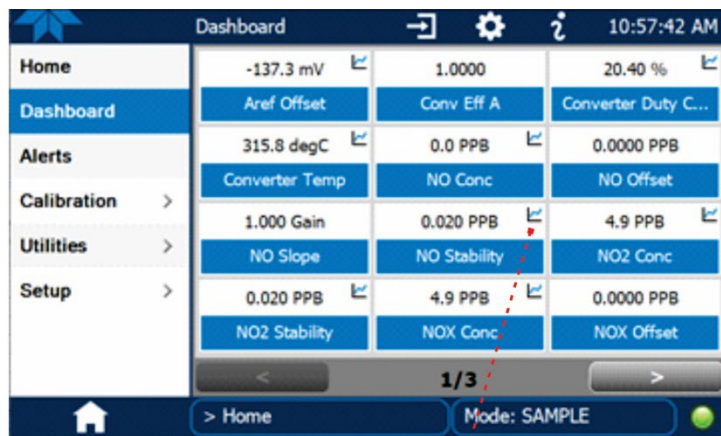 Dashboard
10:57:42 AM
Home
Dashboard
Alerts
Calibration >
Utilities >
Setup >
-137.3 mV
Aref Offset
1.0000
Conv Eff A
20.40 %
Converter Duty C...
315.8 degC
Converter Temp
0.0 PPB
NO Conc
0.0000 PPB
NO Offset
1.000 Gain
NO Slope
0.020 PPB
NO Stability
4.9 PPB
NO2 Conc
0.020 PPB
NO2 Stability
4.9 PPB
NOX Conc
0.0000 PPB
NOX Offset
< 1/3 >
> Home
Mode: SAMPLE